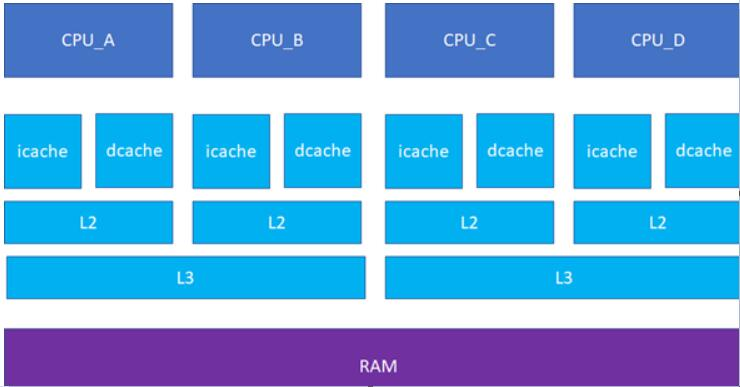 CPU_A CPU_B CPU_C CPU_D
icache dcache icache dcache icache dcache icache dcache
L2 L2 L2 L2
L3 L3
RAM